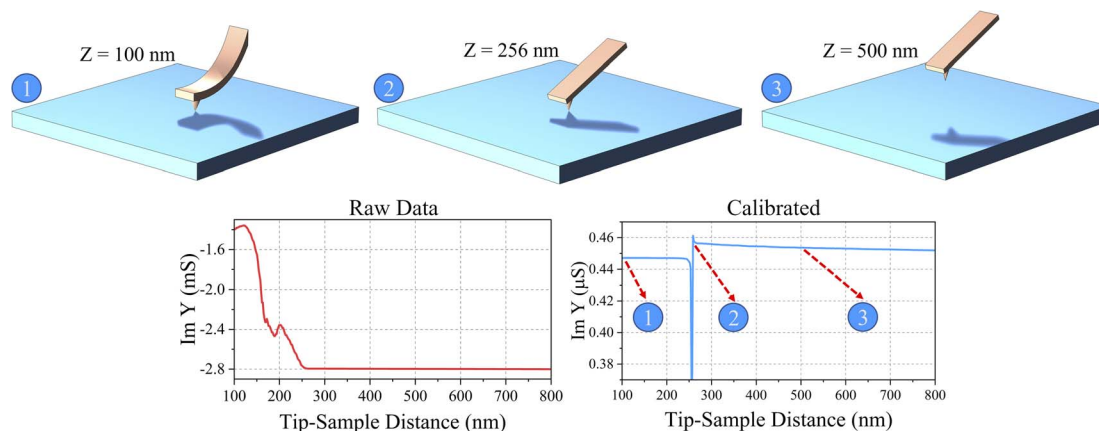 Z = 100 nm
Z = 256 nm
Z = 500 nm
1
2
3
Raw Data
Im Y (mS)
-1.6
-2.0
-2.4
-2.8
100 200 300 400 500 600 700 800
Tip-Sample Distance (nm)
Calibrated
Im Y (μS)
0.46
0.44
0.42
0.40
0.38
1
2
3
100 200 300 400 500 600 700 800
Tip-Sample Distance (nm)